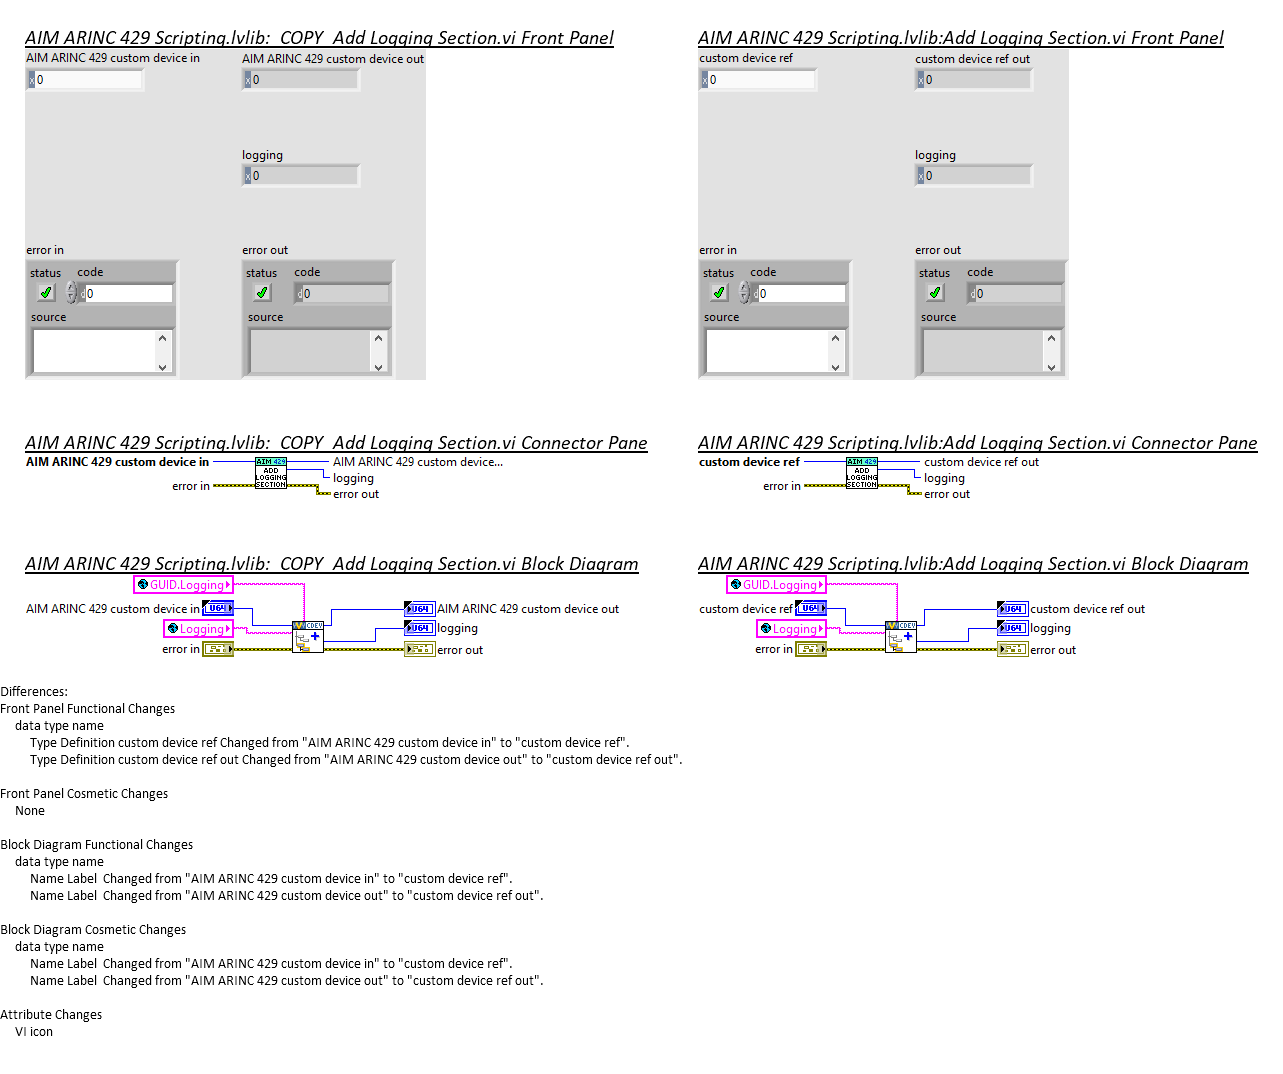 AIM ARINC 429 Scripting.lvlib:_COPY_Add Logging Section.vi Front Panel
AIM ARINC 429 custom device in
AIM ARINC 429 custom device out
x 0
x 0
logging
x 0
error in
error out
status
code
status
code
d 0
d 0
source
source
AIM ARINC 429 Scripting.lvlib:Add Logging Section.vi Front Panel
custom device ref
custom device ref out
x 0
x 0
logging
x 0
error in
error out
status
code
status
code
d 0
d 0
source
source
AIM ARINC 429 Scripting.lvlib:_COPY_Add Logging Section.vi Connector Pane
AIM ARINC 429 custom device in
AIM 429
ADD
LOGGING
SECTION
AIM ARINC 429 custom device...
logging
error in
error out
AIM ARINC 429 Scripting.lvlib:Add Logging Section.vi Connector Pane
custom device ref
AIM 429
ADD
LOGGING
SECTION
custom device ref out
logging
error in
error out
AIM ARINC 429 Scripting.lvlib:_COPY_Add Logging Section.vi Block Diagram
GUID.Logging
AIM ARINC 429 custom device in
U64
U64
AIM ARINC 429 custom device out
Logging
CDEV
U64
logging
error in
error out
AIM ARINC 429 Scripting.lvlib:Add Logging Section.vi Block Diagram
GUID.Logging
custom device ref
U64
U64
custom device ref out
Logging
CDEV
U64
logging
error in
error out
Differences:
Front Panel Functional Changes
data type name
Type Definition custom device ref Changed from "AIM ARINC 429 custom device in" to "custom device ref".
Type Definition custom device ref out Changed from "AIM ARINC 429 custom device out" to "custom device ref out".
Front Panel Cosmetic Changes
None
Block Diagram Functional Changes
data type name
Name Label  Changed from "AIM ARINC 429 custom device in" to "custom device ref".
Name Label  Changed from "AIM ARINC 429 custom device out" to "custom device ref out".
Block Diagram Cosmetic Changes
data type name
Name Label  Changed from "AIM ARINC 429 custom device in" to "custom device ref".
Name Label  Changed from "AIM ARINC 429 custom device out" to "custom device ref out".
Attribute Changes
VI icon